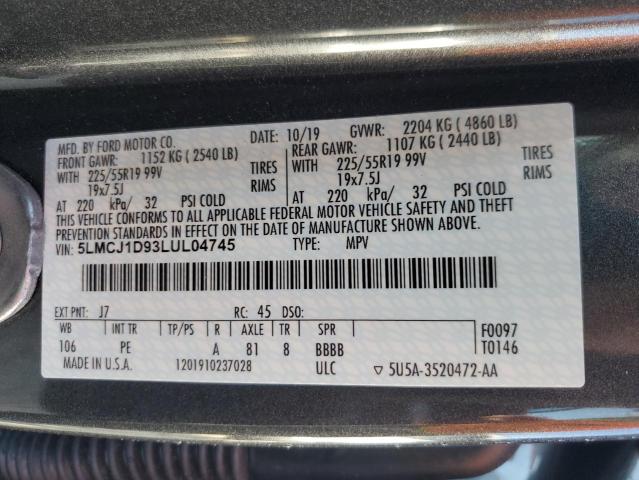 MFD. BY FORD MOTOR CO.
DATE: 10/19 GVWR: 2204 KG ( 4860 LB)
FRONT GAWR: 1152 KG ( 2540 LB) REAR GAWR: 1107 KG ( 2440 LB)
WITH 225/55R19 99V TIRES WITH 225/55R19 99V TIRES
19x7.5J RIMS 19x7.5J RIMS
AT 220 kPa/ 32 PSI COLD AT 220 kPa/ 32 PSI COLD
THIS VEHICLE CONFORMS TO ALL APPLICABLE FEDERAL MOTOR VEHICLE SAFETY AND THEFT
PREVENTION STANDARDS IN EFFECT ON THE DATE OF MANUFACTURE SHOWN ABOVE.
VIN: 5LMCJ1D93LUL04745 TYPE: MPV
EXT PNT: J7 RC: 45 DSO:
WB INT TR TP/PS R AXLE TR SPR F0097
106 PE A 81 8 BBBB T0146
MADE IN U.S.A. 1201910237028 ULC ▽ 5U5A-3520472-AA